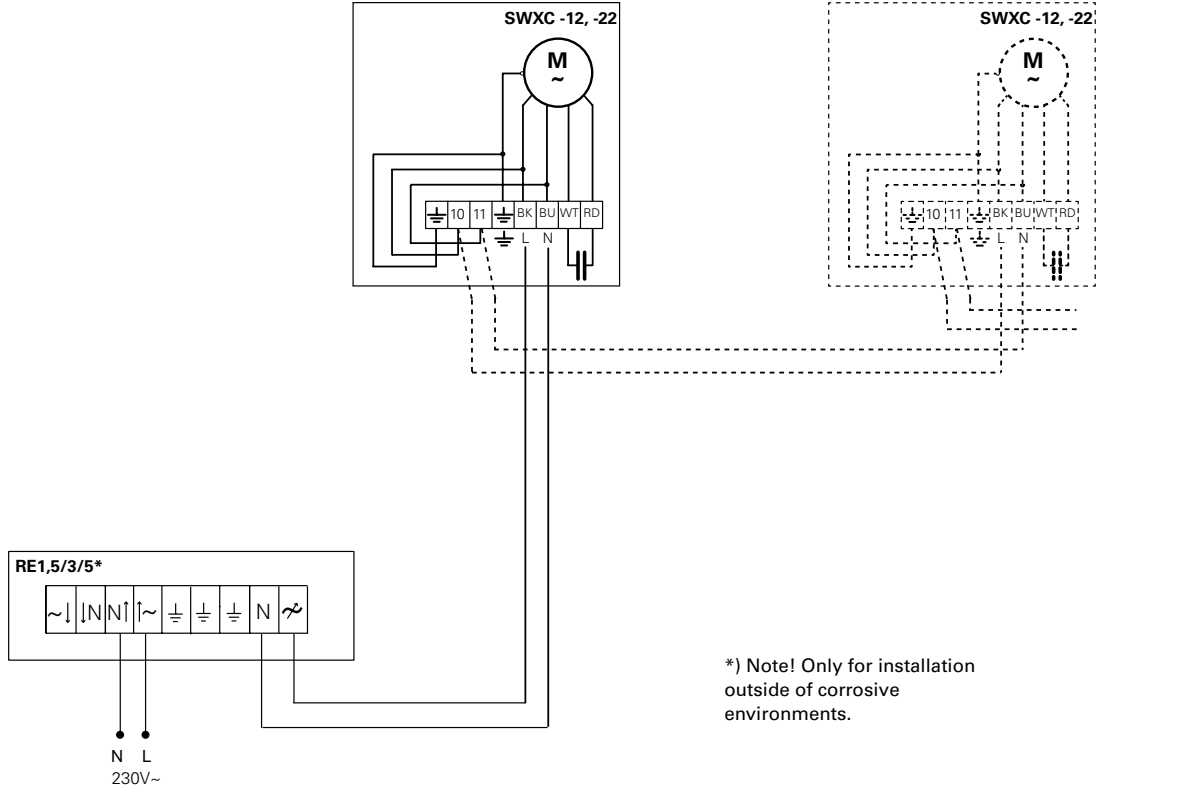 SWXC -12, -22
M
~
10 11 BK BU WT RD
L N
SWXC -12, -22
M
~
10 11 BK BU WT RD
L N
RE1,5/3/5*
~↓ ↓N N↑ ↑~ N ~
N L
230V~
*) Note! Only for installation
outside of corrosive
environments.